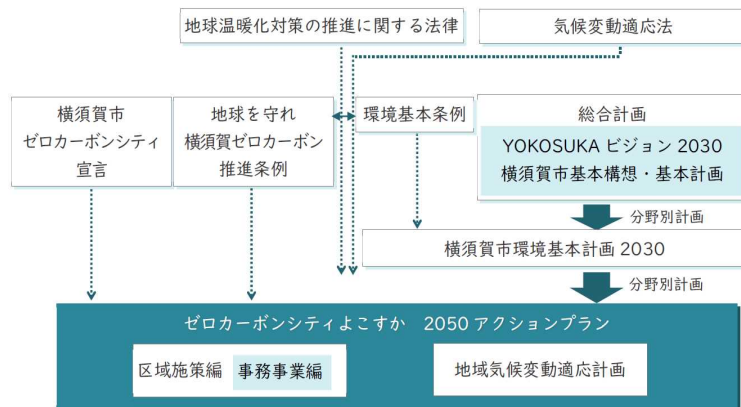 地球温暖化対策の推進に関する法律
気候変動適応法
横須賀市
ゼロカーボンシティ
宣言
地球を守れ
横須賀ゼロカーボン
推進条例
環境基本条例
総合計画
YOKOSUKA ビジョン 2030
横須賀市基本構想・基本計画
分野別計画
横須賀市環境基本計画 2030
分野別計画
ゼロカーボンシティよこすか 2050 アクションプラン
区域施策編 事務事業編
地域気候変動適応計画